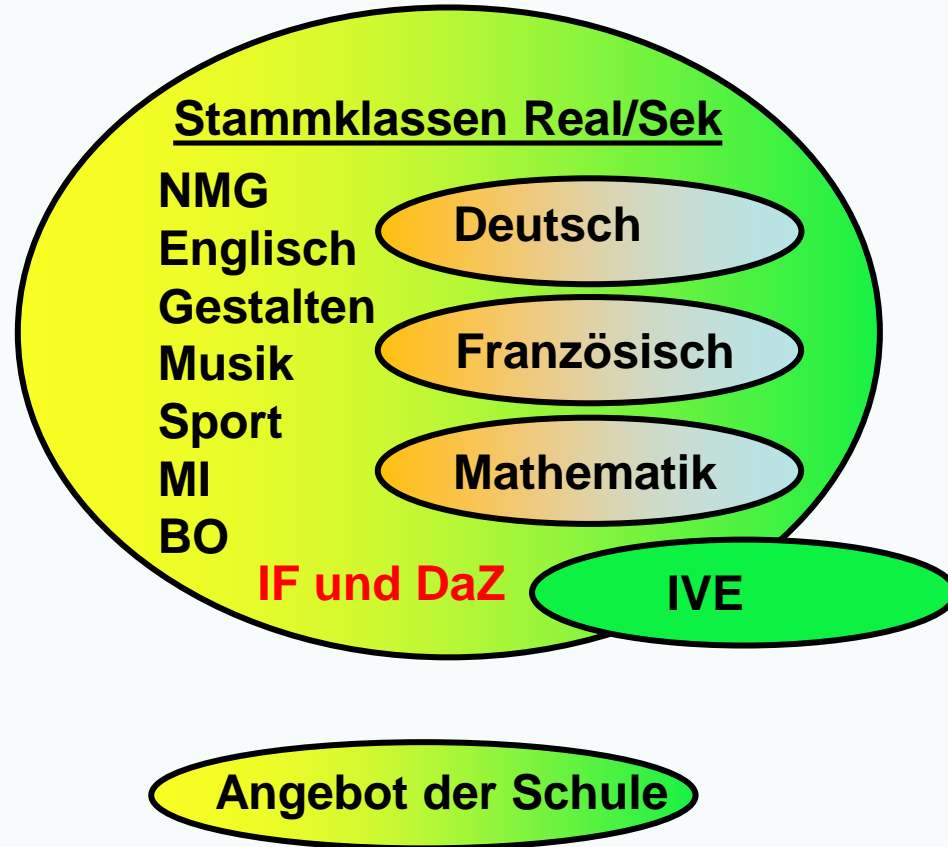 Stammklassen Real/Sek
NMG
Englisch
Gestalten
Musik
Sport
MI
BO
Deutsch
Französisch
Mathematik
IF und DaZ
IVE
Angebot der Schule